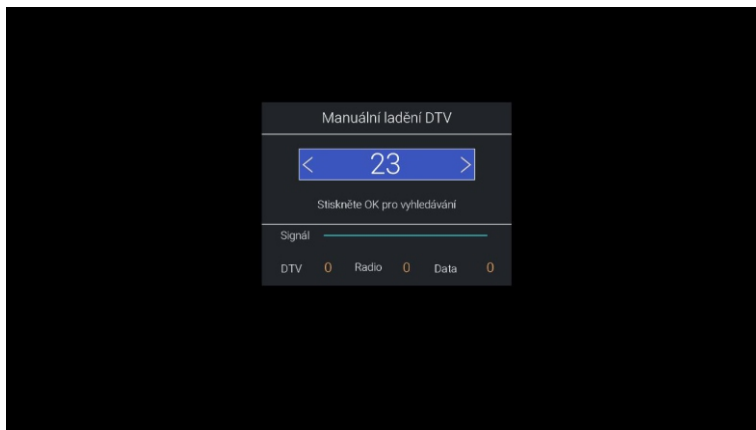 Manuální ladění DTV
< 23 >
Stiskněte OK pro vyhledávání
Signál
DTV 0 Radio 0 Data 0